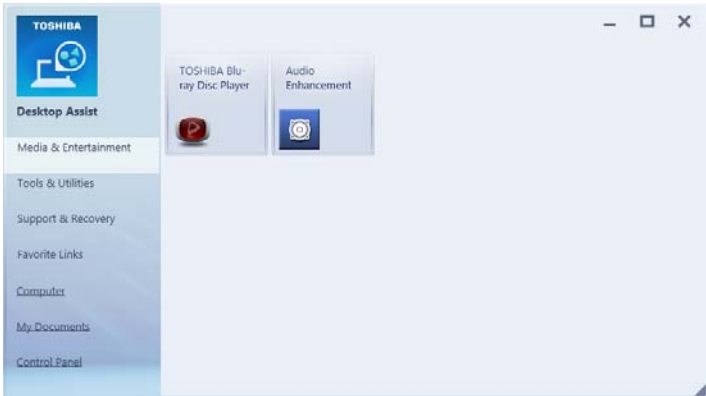 TOSHIBA
Desktop Assist
Media & Entertainment
Tools & Utilities
Support & Recovery
Favorite Links
Computer
My Documents
Control Panel
TOSHIBA Blu-
ray Disc Player
Audio
Enhancement